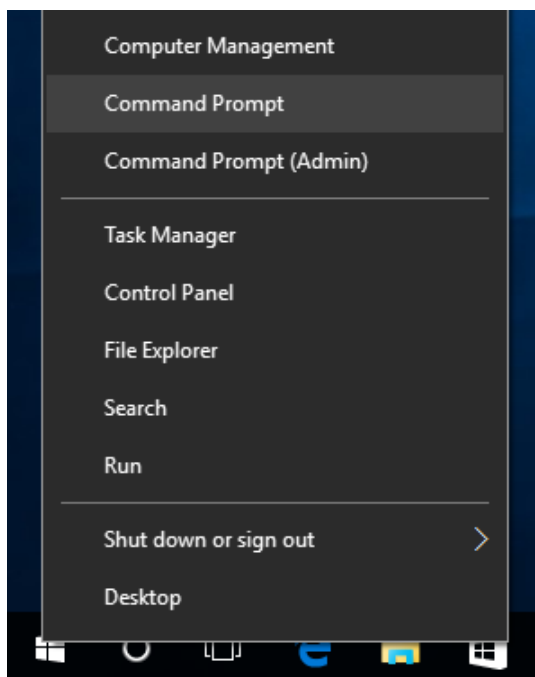 Computer Management
Command Prompt
Command Prompt (Admin)
Task Manager
Control Panel
File Explorer
Search
Run
Shut down or sign out
Desktop